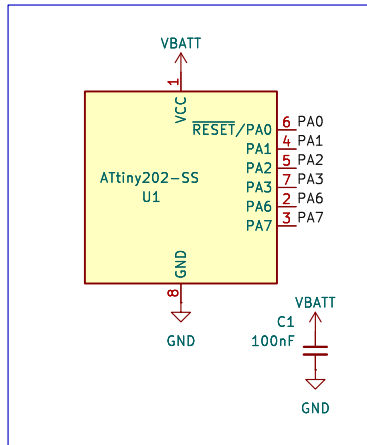 VBATT
1
VCC
RESET/PA0 6 PA0
PA1 4 PA1
PA2 5 PA2
PA3 7 PA3
PA6 2 PA6
PA7 3 PA7
ATtiny202-SS
U1
GND
8
GND
VBATT
C1
100nF
GND